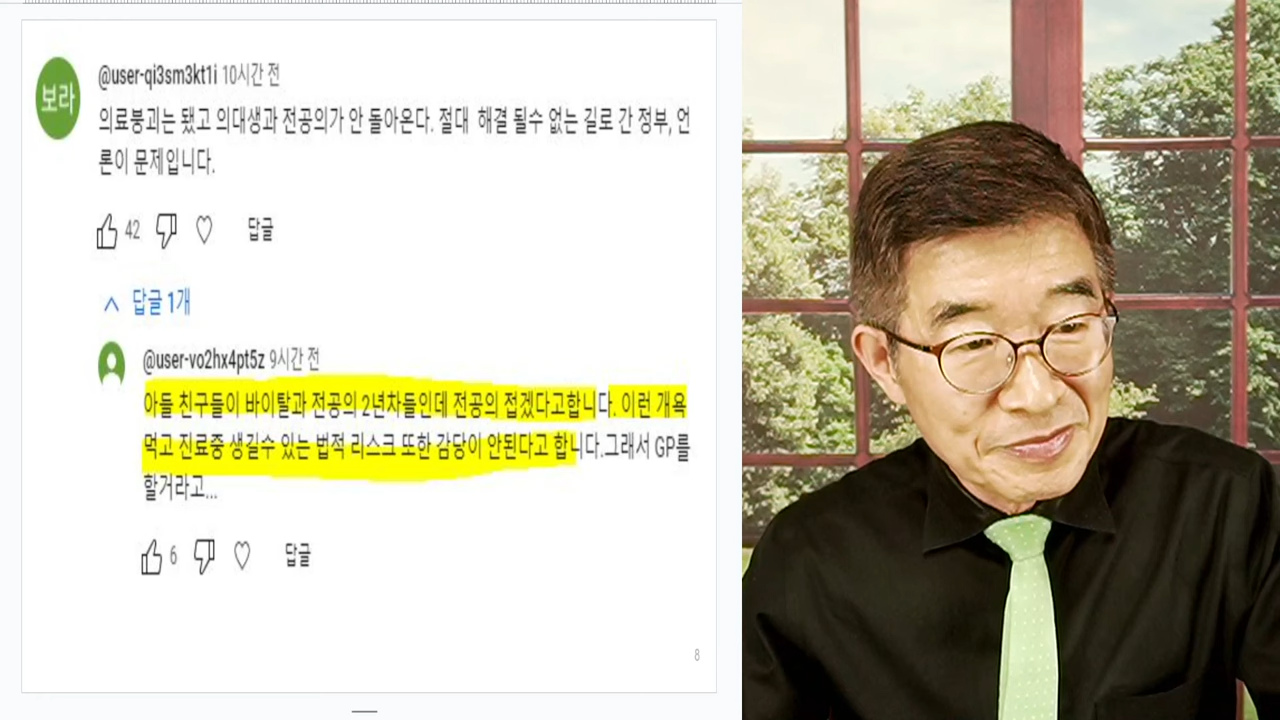 보라
@user-qi3sm3kt1i 10시간 전
의료붕괴는 됐고 의대생과 전공의가 안 돌아온다. 절대 해결 될수 없는 길로 간 정부, 언
론이 문제입니다.
42
답글
답글 1개
@user-vo2hx4pt5z 9시간 전
아들 친구들이 바이탈과 전공의 2년차들인데 전공의 접겠다고합니다. 이런 개욕
먹고 진료중 생길수 있는 법적 리스크 또한 감당이 안된다고 합니다.그래서 GP를
할거라고...
6
답글
8